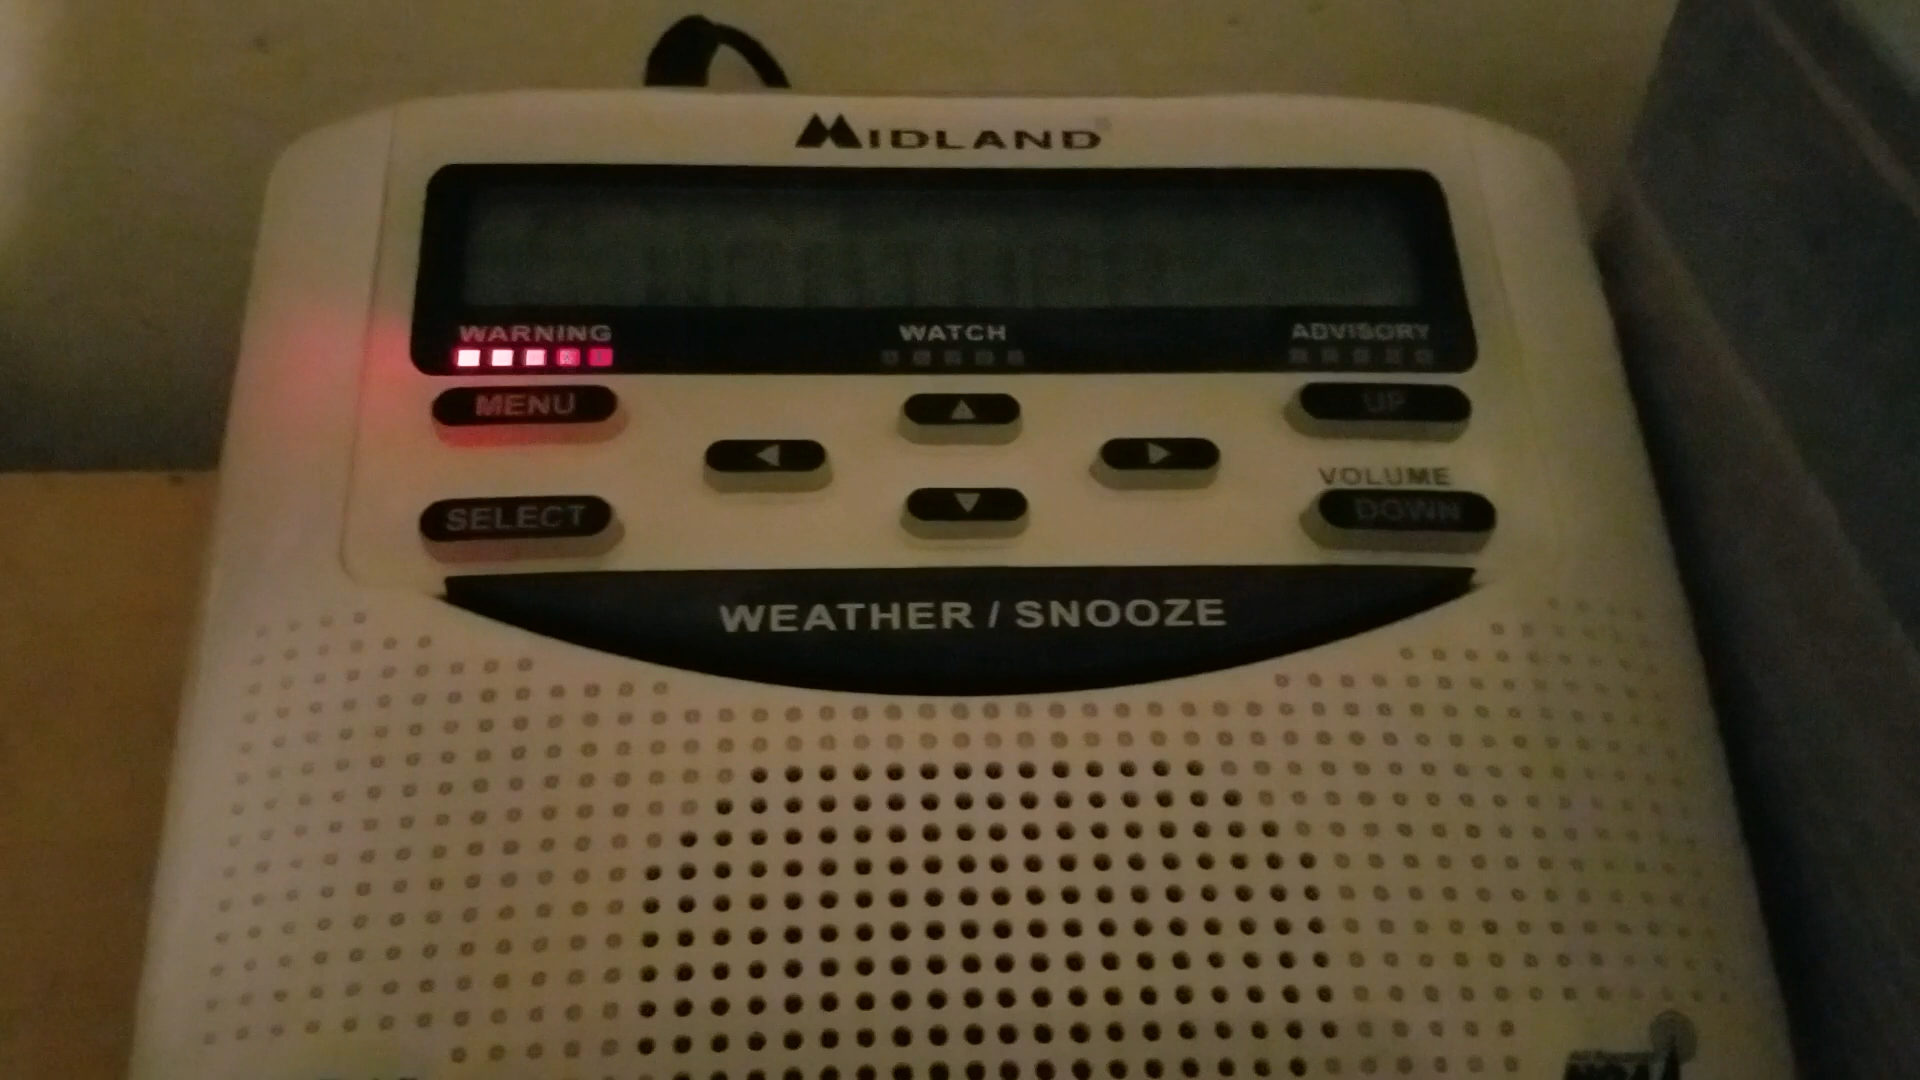 MIDLAND
WARNING WATCH ADVISORY
MENU
UP
VOLUME
SELECT
DOWN
WEATHER / SNOOZE